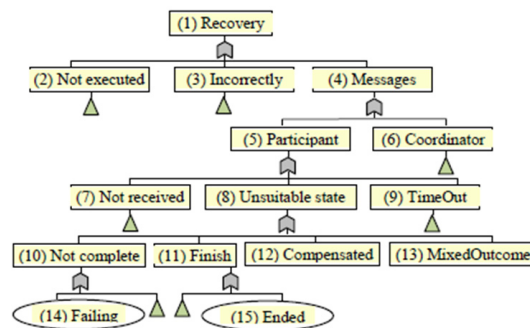 (1) Recovery
(2) Not executed
(3) Incorrectly
(4) Messages
(5) Participant
(6) Coordinator
(7) Not received
(8) Unsuitable state
(9) TimeOut
(10) Not complete
(11) Finish
(12) Compensated
(13) MixedOutcome
(14) Failing
(15) Ended